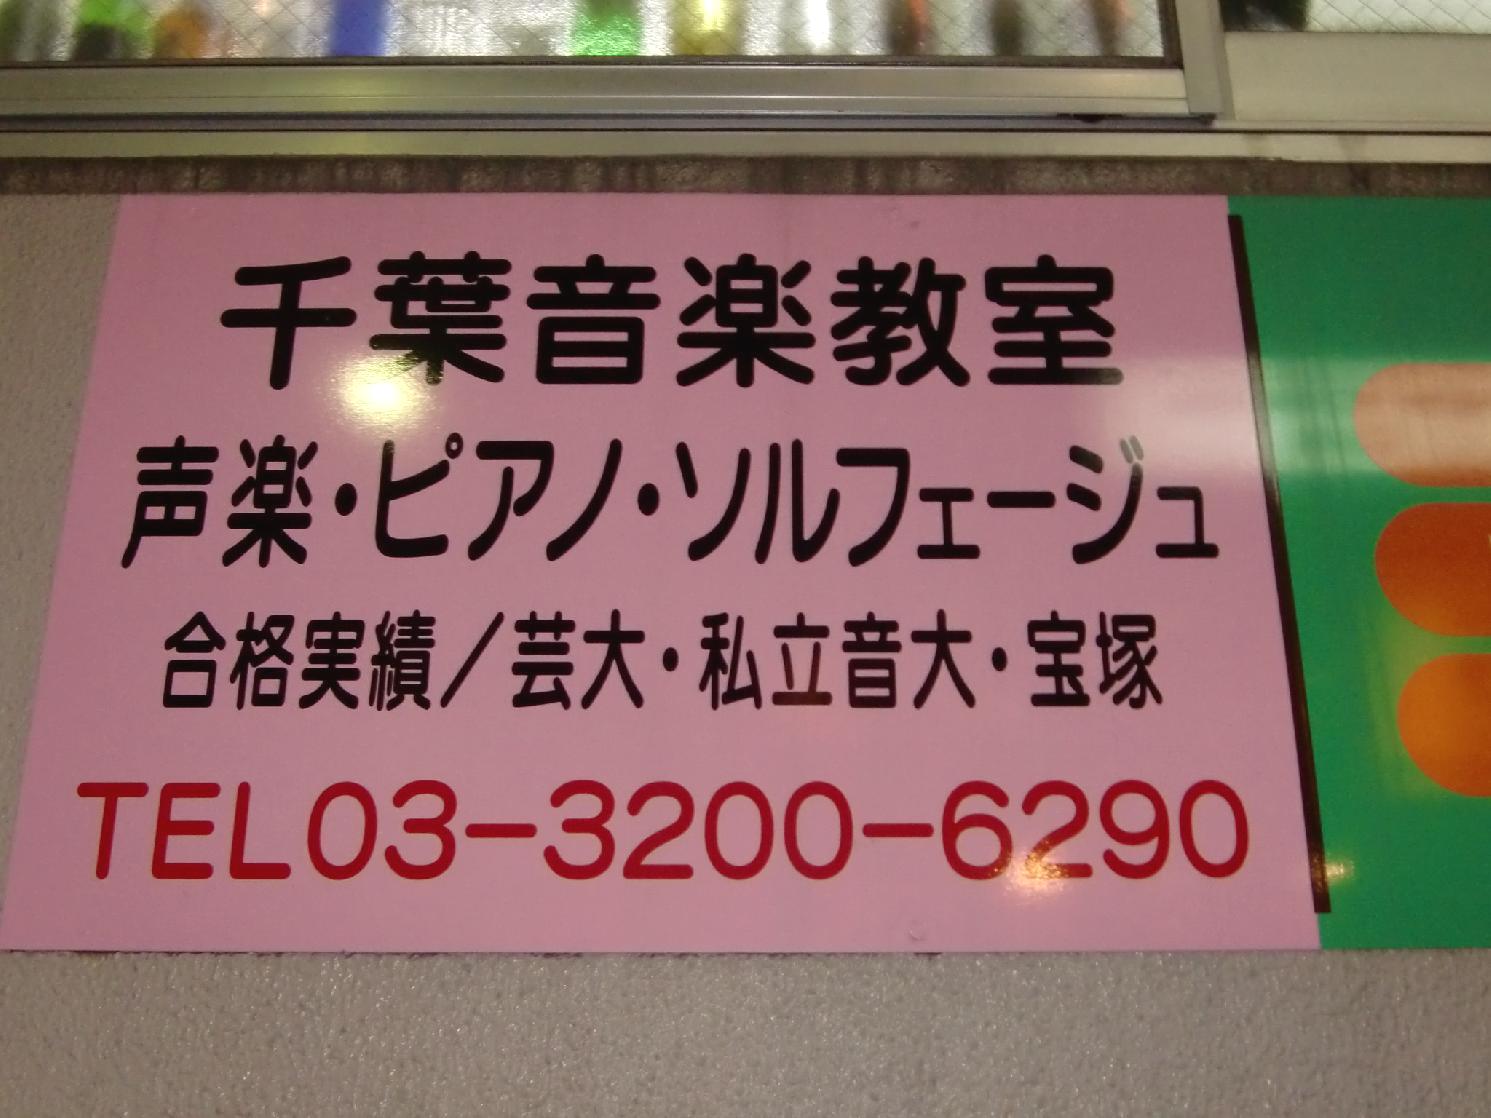 千葉音楽教室
声楽・ピアノ・ソルフェージュ
合格実績／芸大・私立音大・宝塚
TEL03-3200-6290